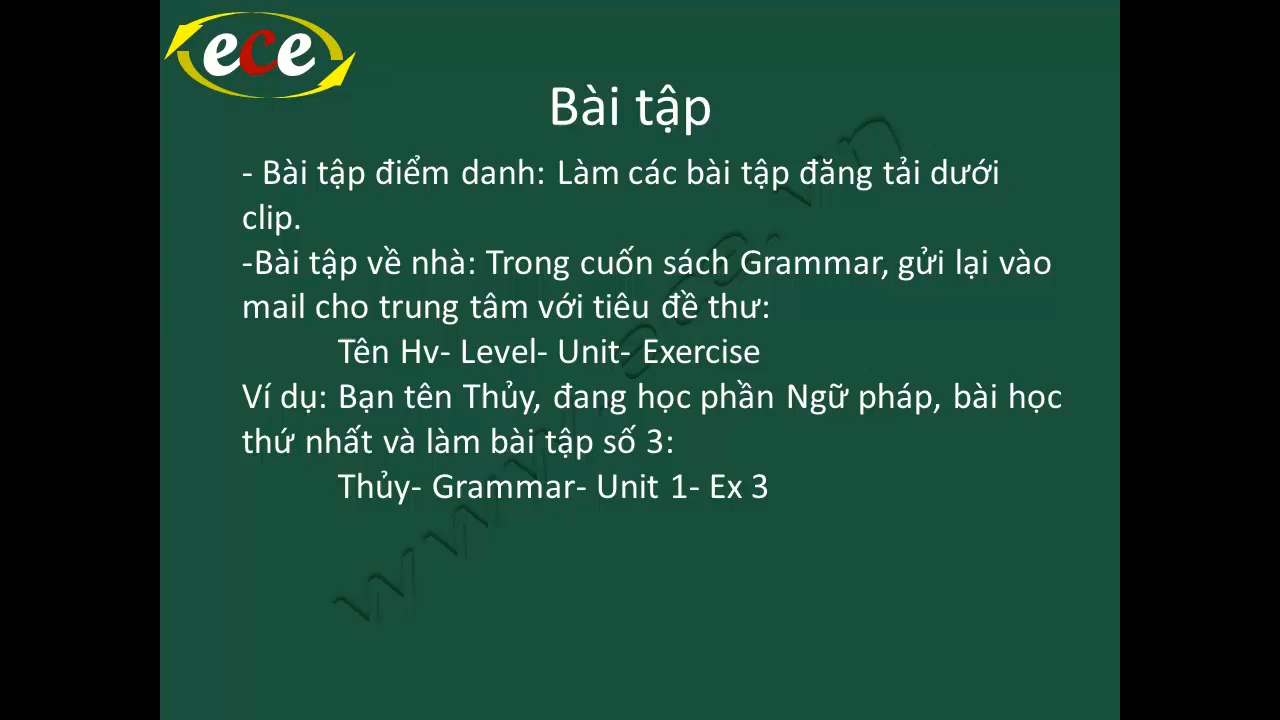 ece
Bài tập
- Bài tập điểm danh: Làm các bài tập đăng tải dưới
clip.
-Bài tập về nhà: Trong cuốn sách Grammar, gửi lại vào
mail cho trung tâm với tiêu đề thư:
Tên Hv- Level- Unit- Exercise
Ví dụ: Bạn tên Thủy, đang học phần Ngữ pháp, bài học
thứ nhất và làm bài tập số 3:
Thủy- Grammar- Unit 1- Ex 3